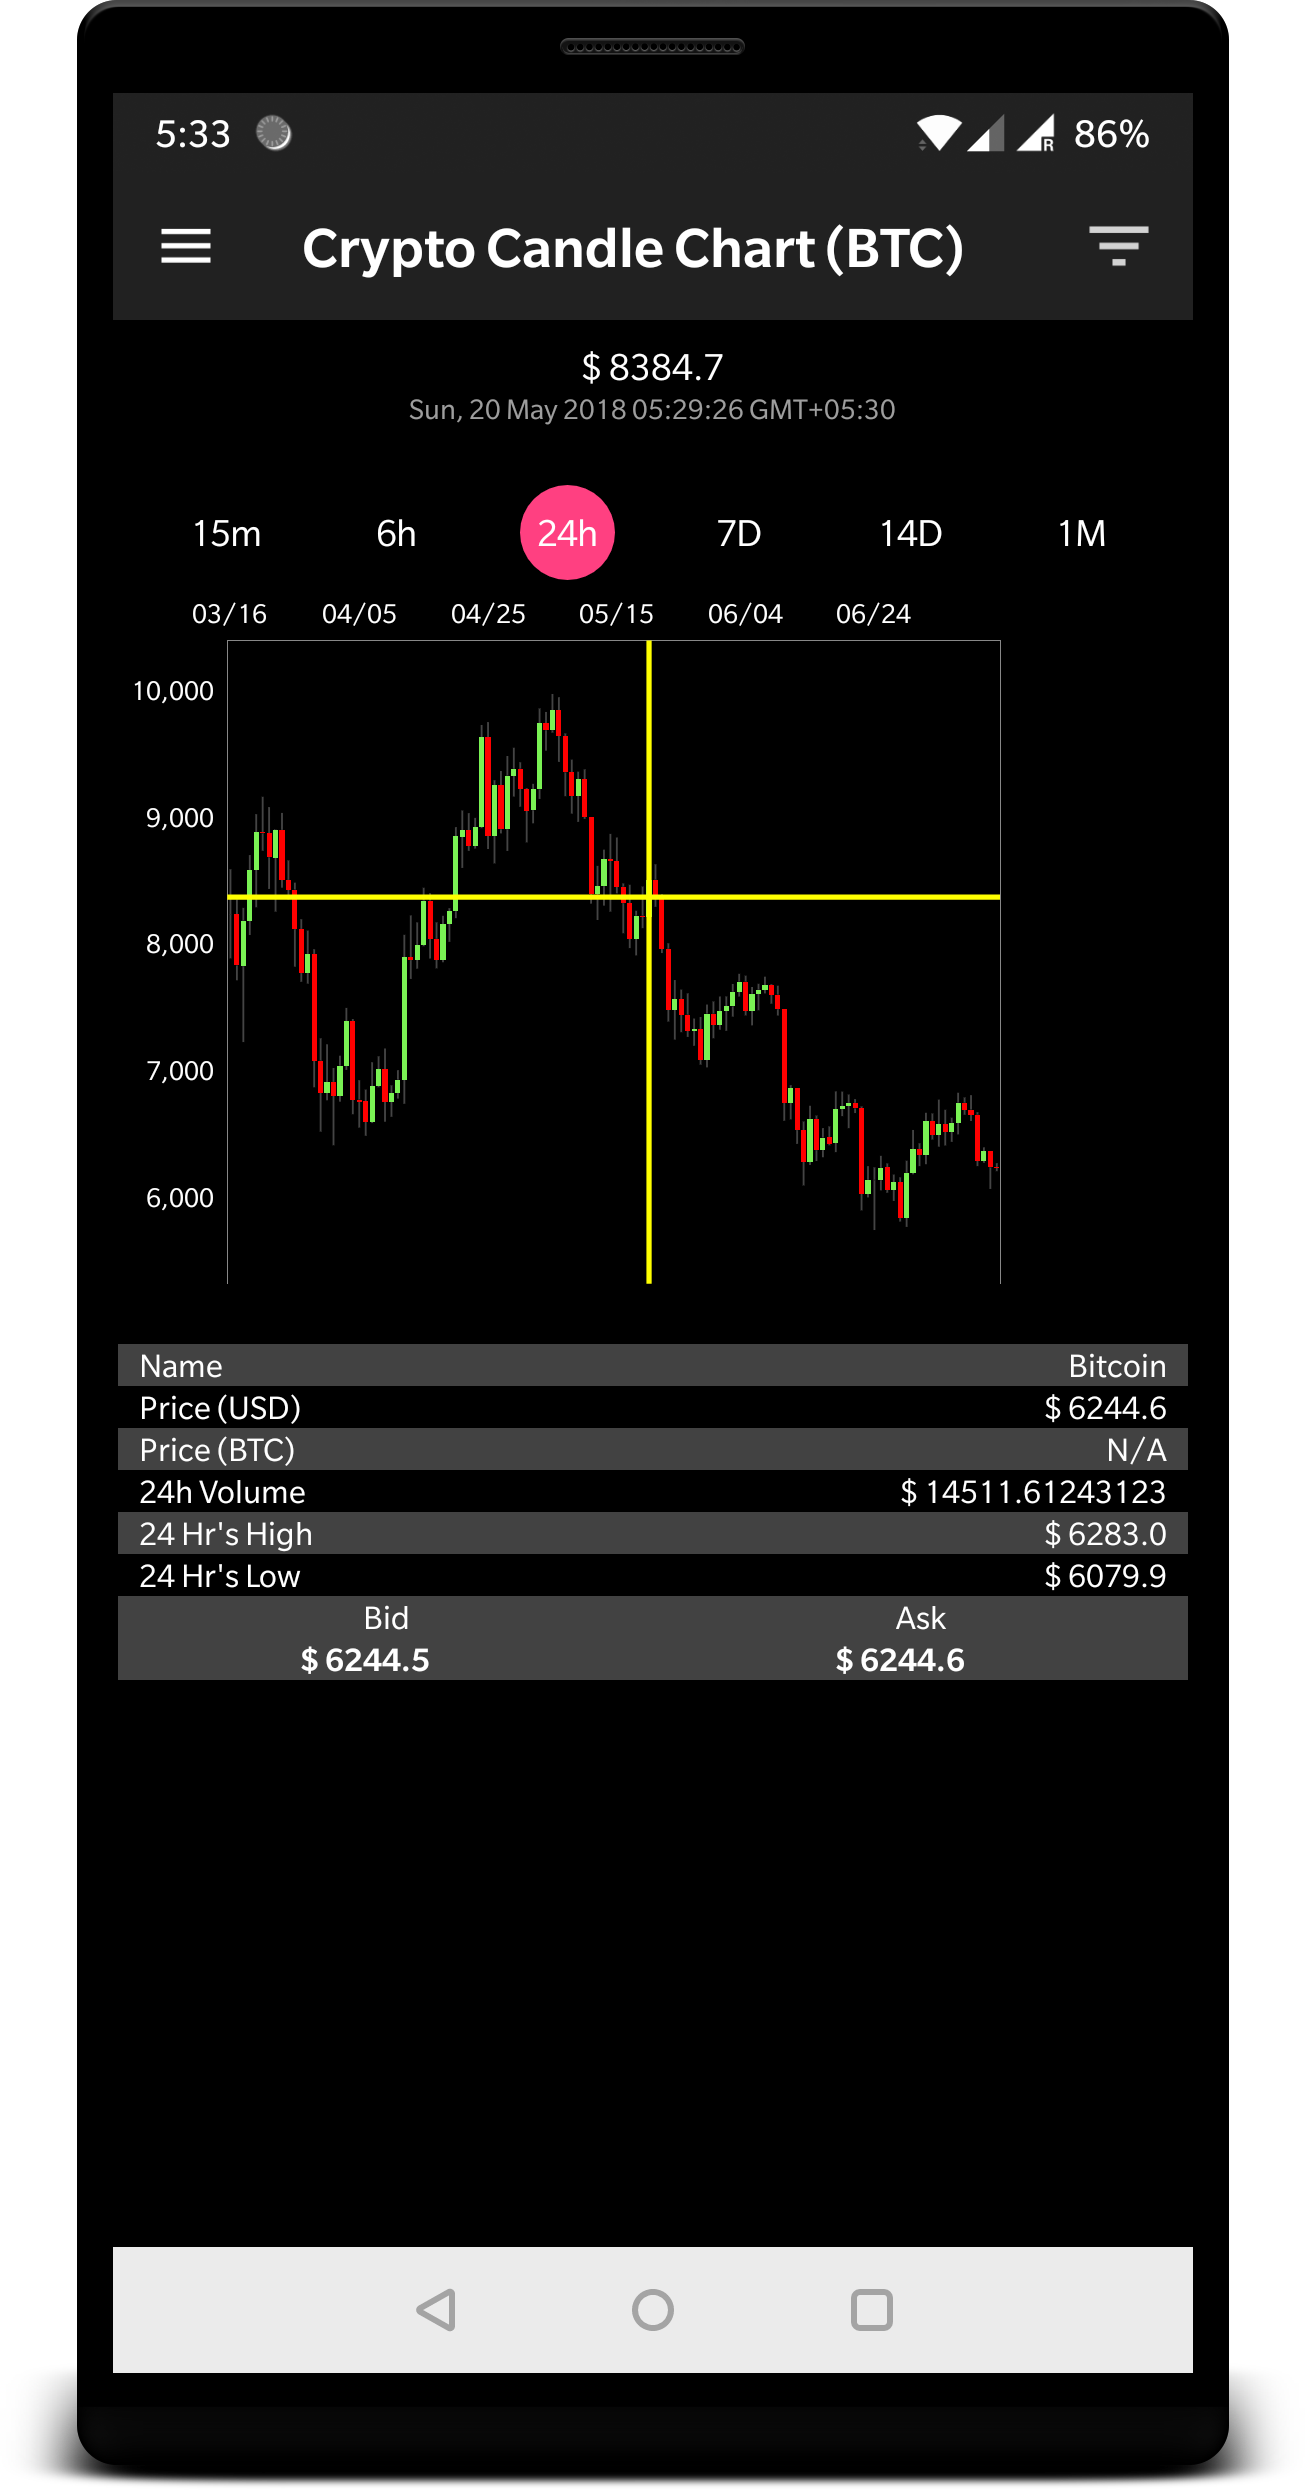 5:33 R 86%
Crypto Candle Chart (BTC)
$ 8384.7
Sun, 20 May 2018 05:29:26 GMT+05:30
15m 6h 24h 7D 14D 1M
03/16 04/05 04/25 05/15 06/04 06/24
10,000
9,000
8,000
7,000
6,000
Name Bitcoin
Price (USD) $ 6244.6
Price (BTC) N/A
24h Volume $ 14511.61243123
24 Hr's High $ 6283.0
24 Hr's Low $ 6079.9
Bid Ask
$ 6244.5 $ 6244.6